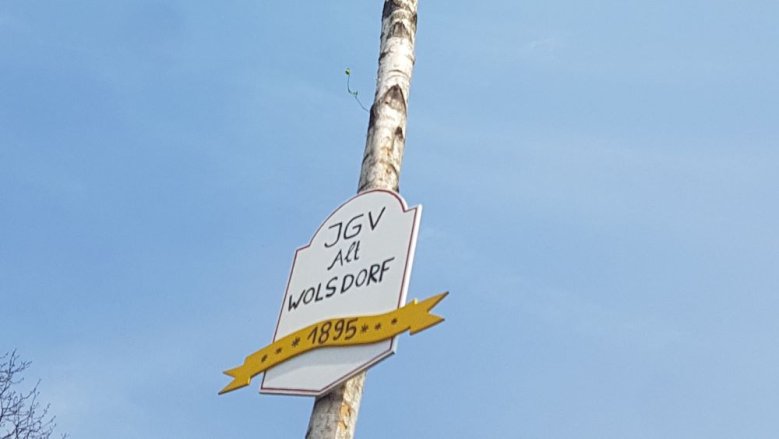 JGV
Alt
WOLSDORF
* * * 1895 * * *